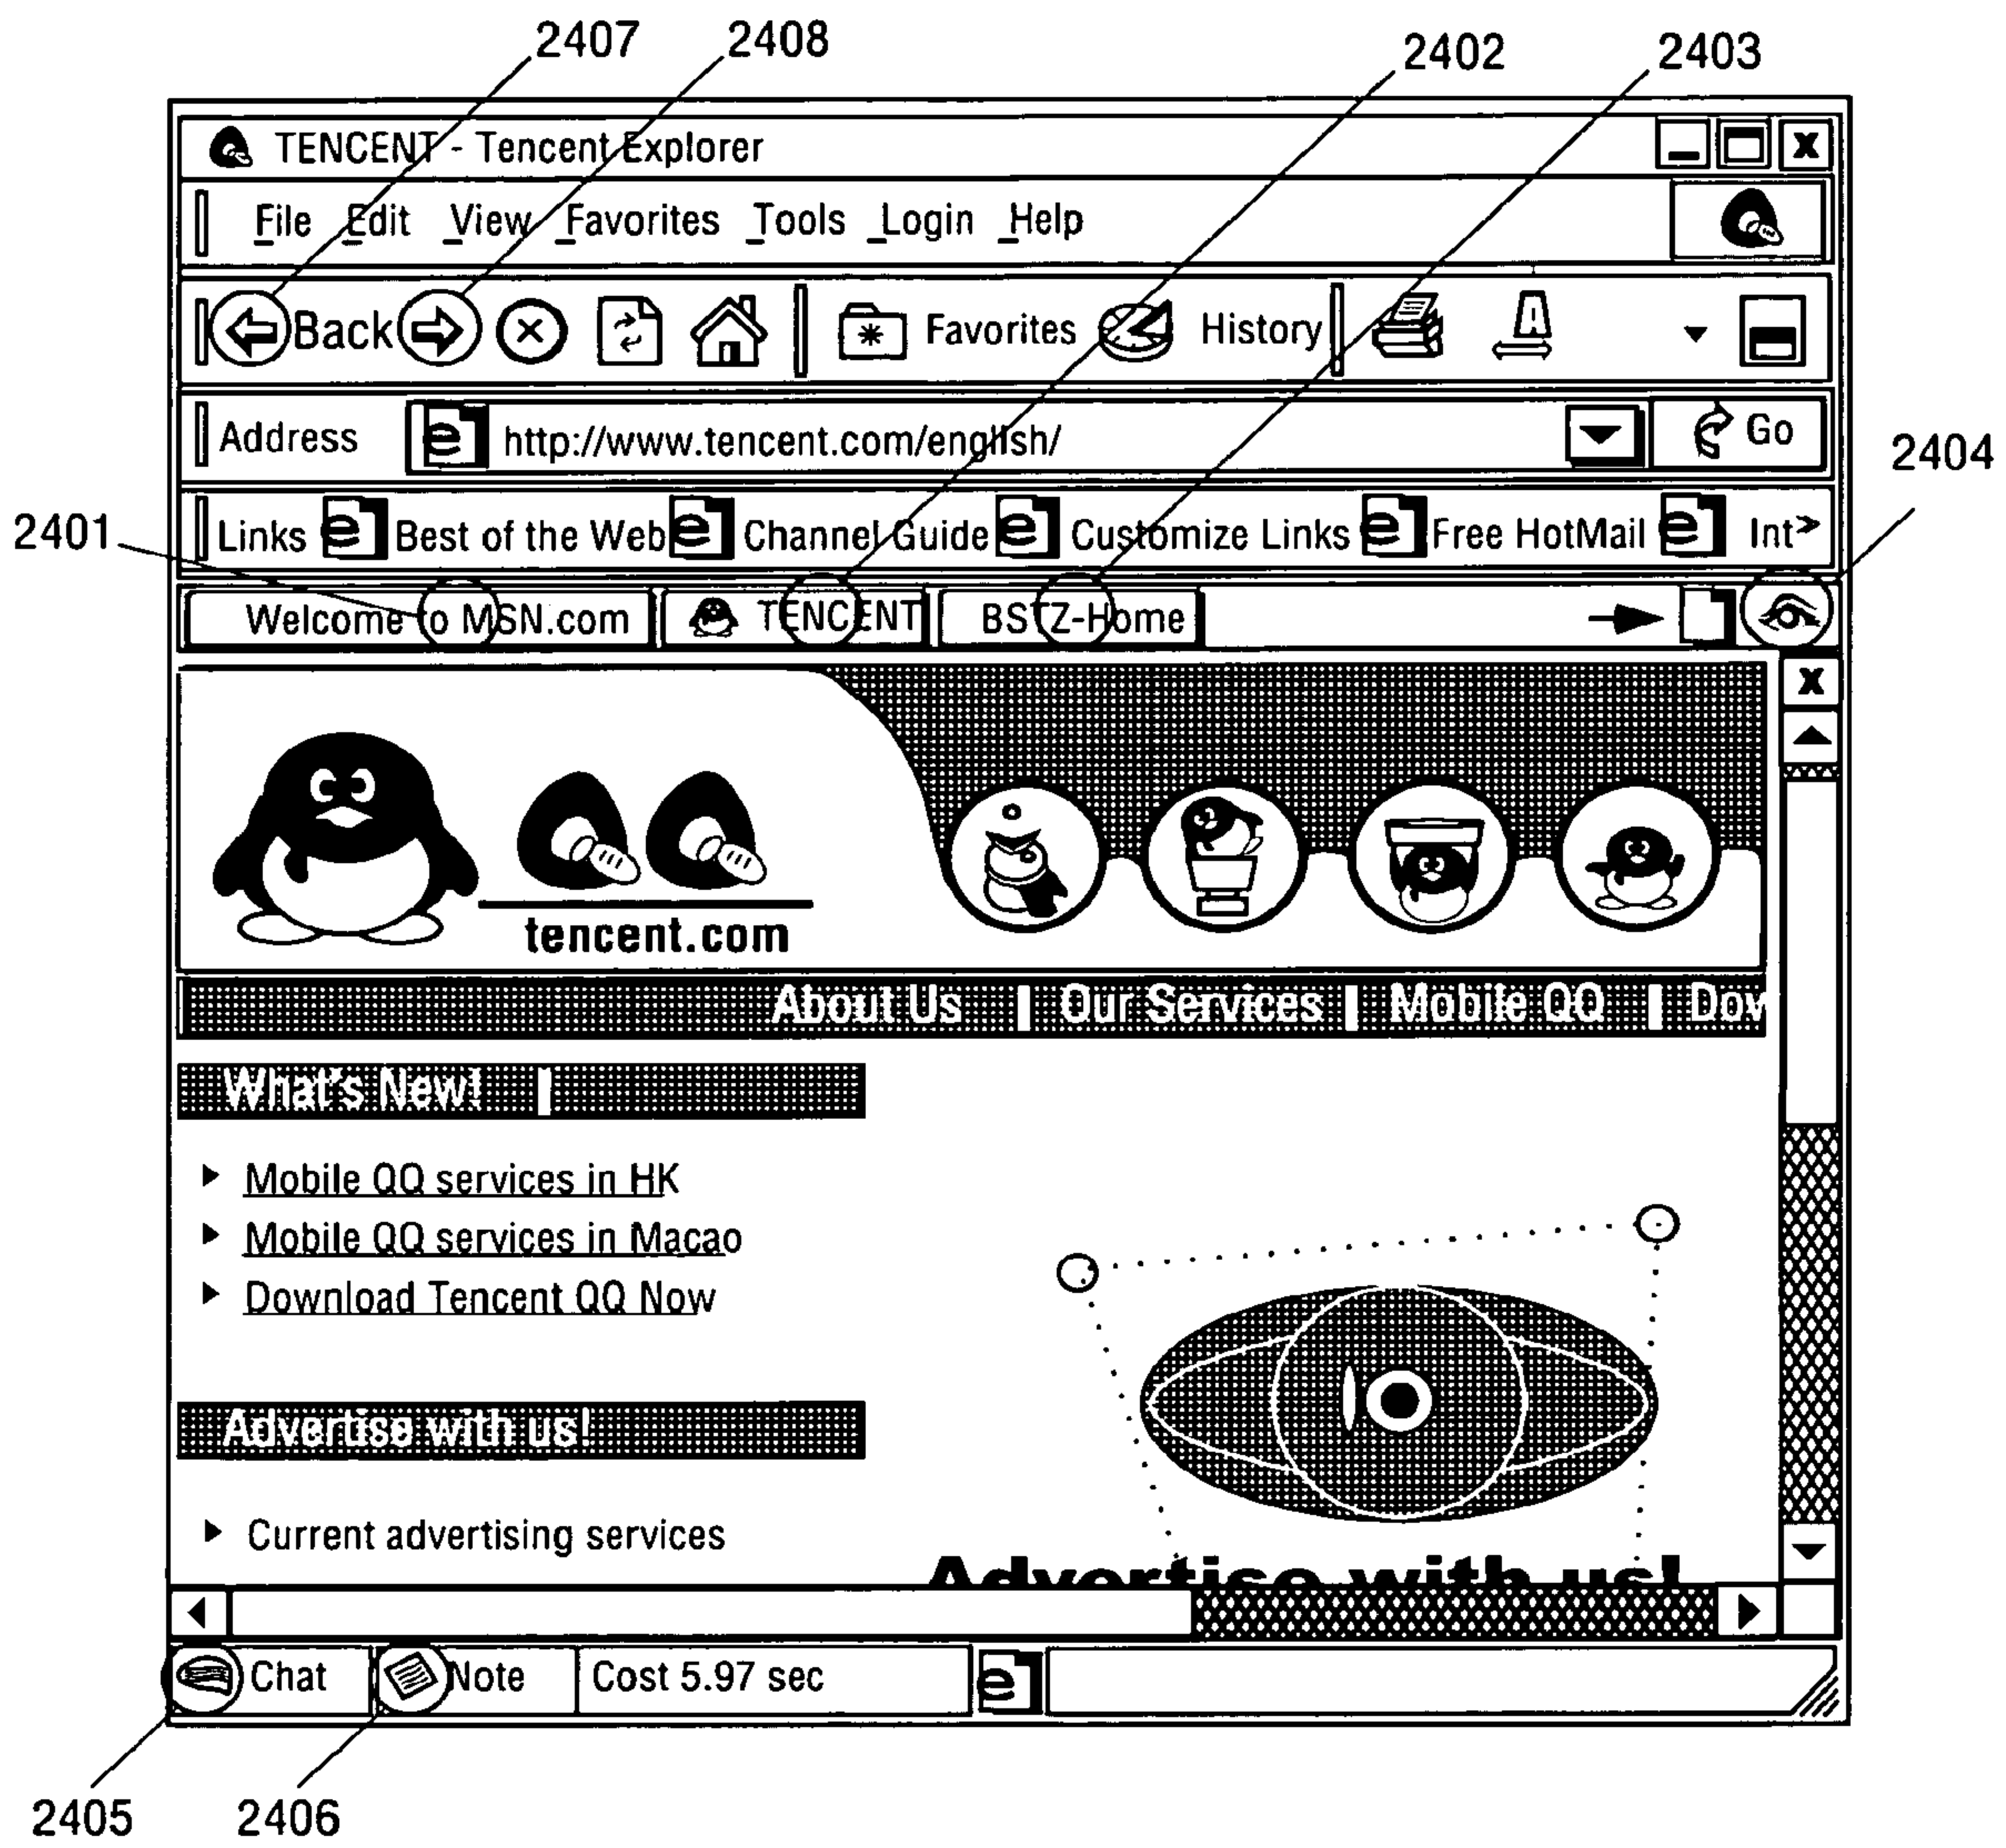 2407 2408 2402 2403
TENCENT - Tencent Explorer
File Edit View Favorites Tools Login Help
Back Favorites History
Address http://www.tencent.com/english/ Go
2404
2401
Links Best of the Web Channel Guide Customize Links Free HotMail Int>
Welcome to MSN.com TENCENT BSTZ-Home
tencent.com
About Us | Our Services | Mobile QQ | Dow
What's New! |
Mobile QQ services in HK
Mobile QQ services in Macao
Download Tencent QQ Now
Advertise with us!
Current advertising services
Advertise with us!
Chat Note Cost 5.97 sec
2405 2406